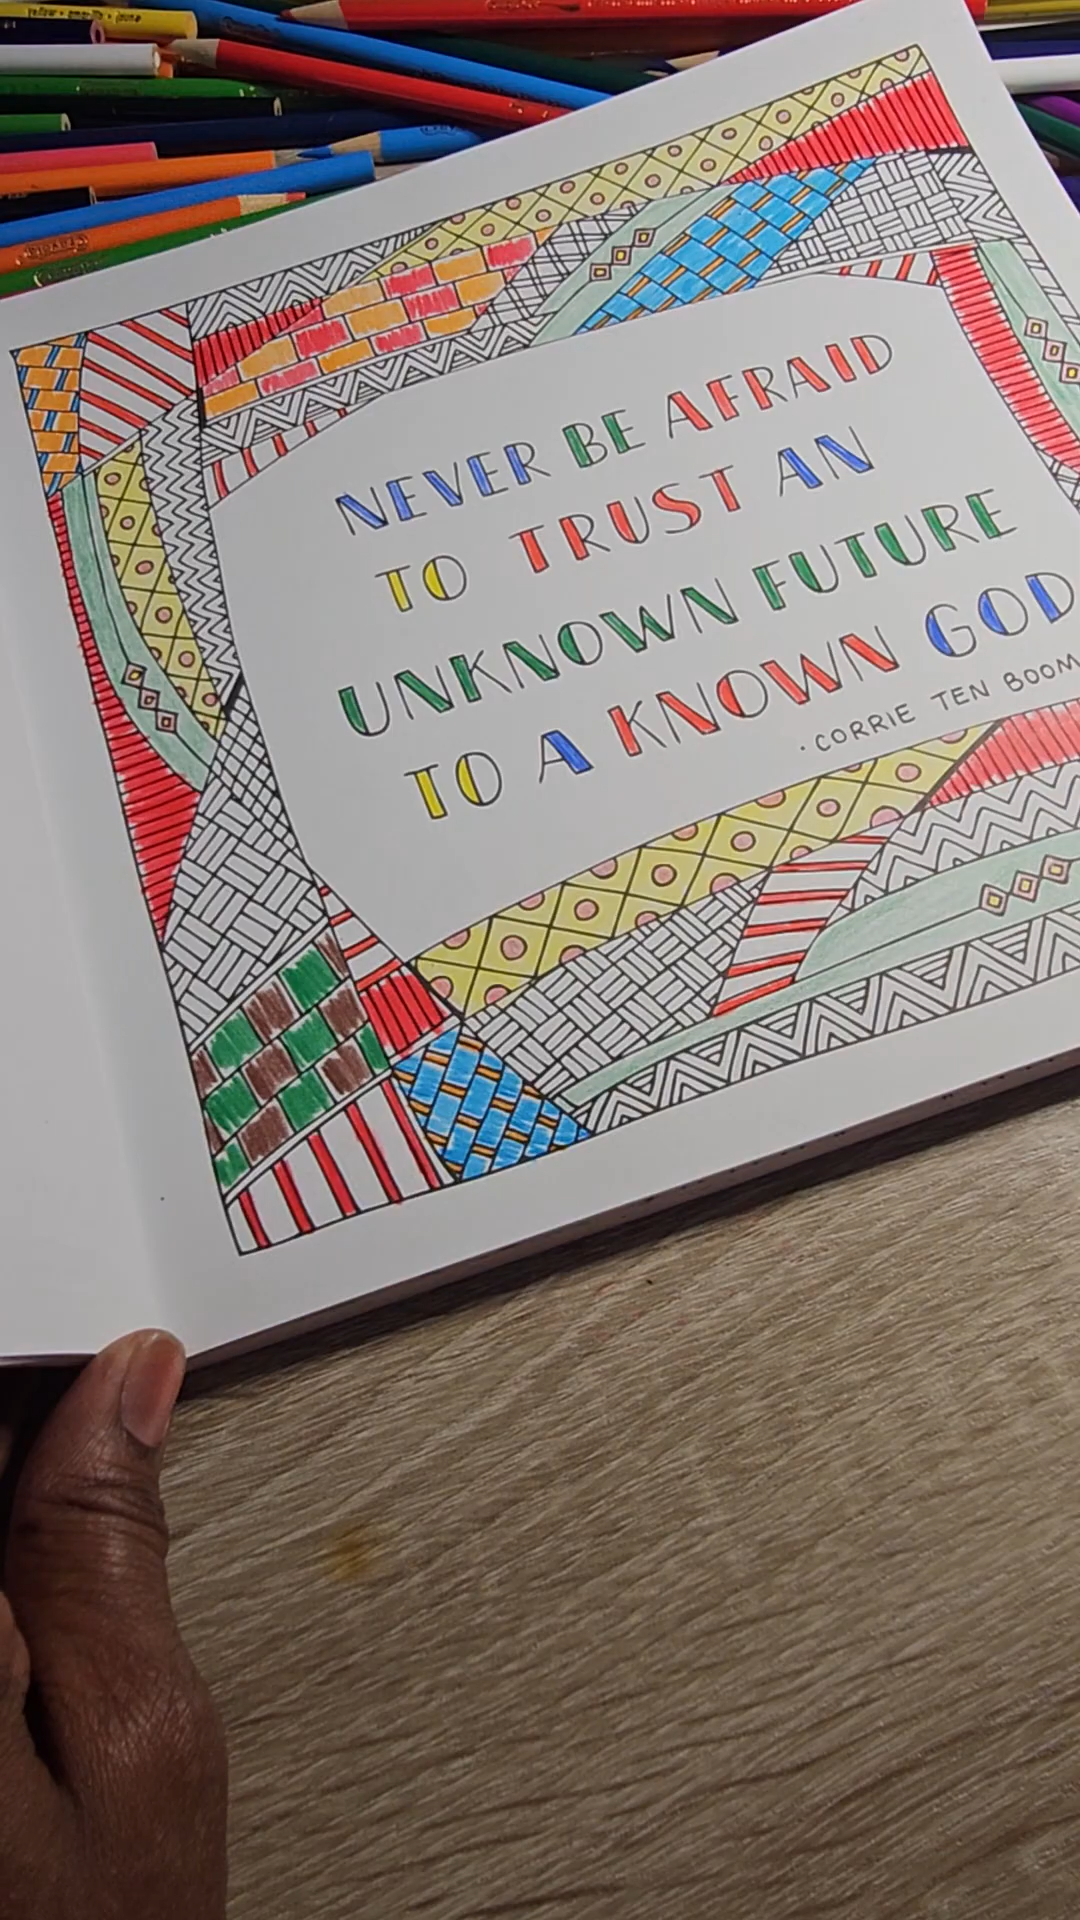 NEVER BE AFRAID
TO TRUST AN
UNKNOWN FUTURE
TO A KNOWN GOD
·CORRIE TEN BOOM